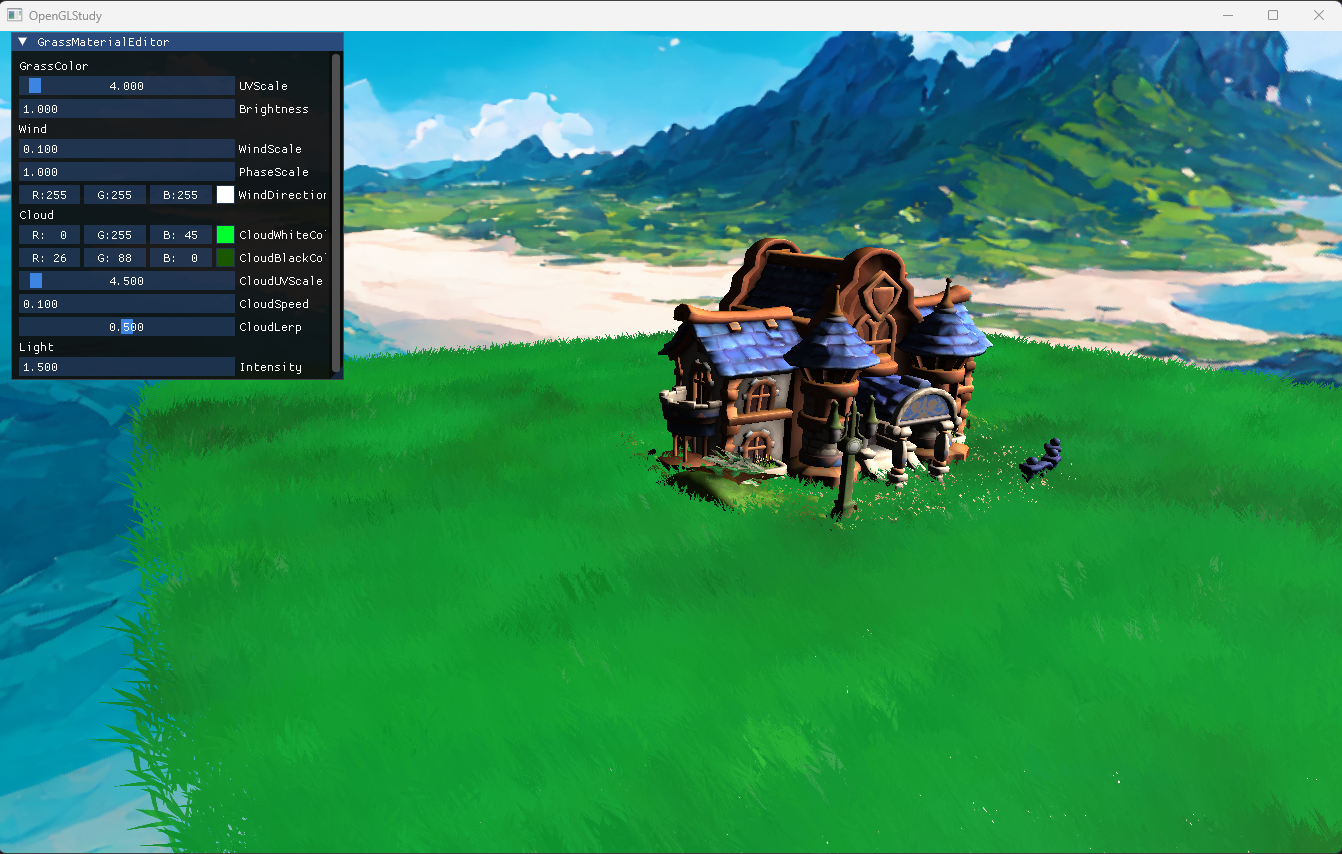 OpenGLStudy
GrassMaterialEditor
GrassColor
4.000 UVScale
1.000 Brightness
Wind
0.100 WindScale
1.000 PhaseScale
R:255 G:255 B:255 WindDirection
Cloud
R: 0 G:255 B: 45 CloudWhiteCo
R: 26 G: 88 B: 0 CloudBlackCo
4.500 CloudUVScale
0.100 CloudSpeed
0.500 CloudLerp
Light
1.500 Intensity